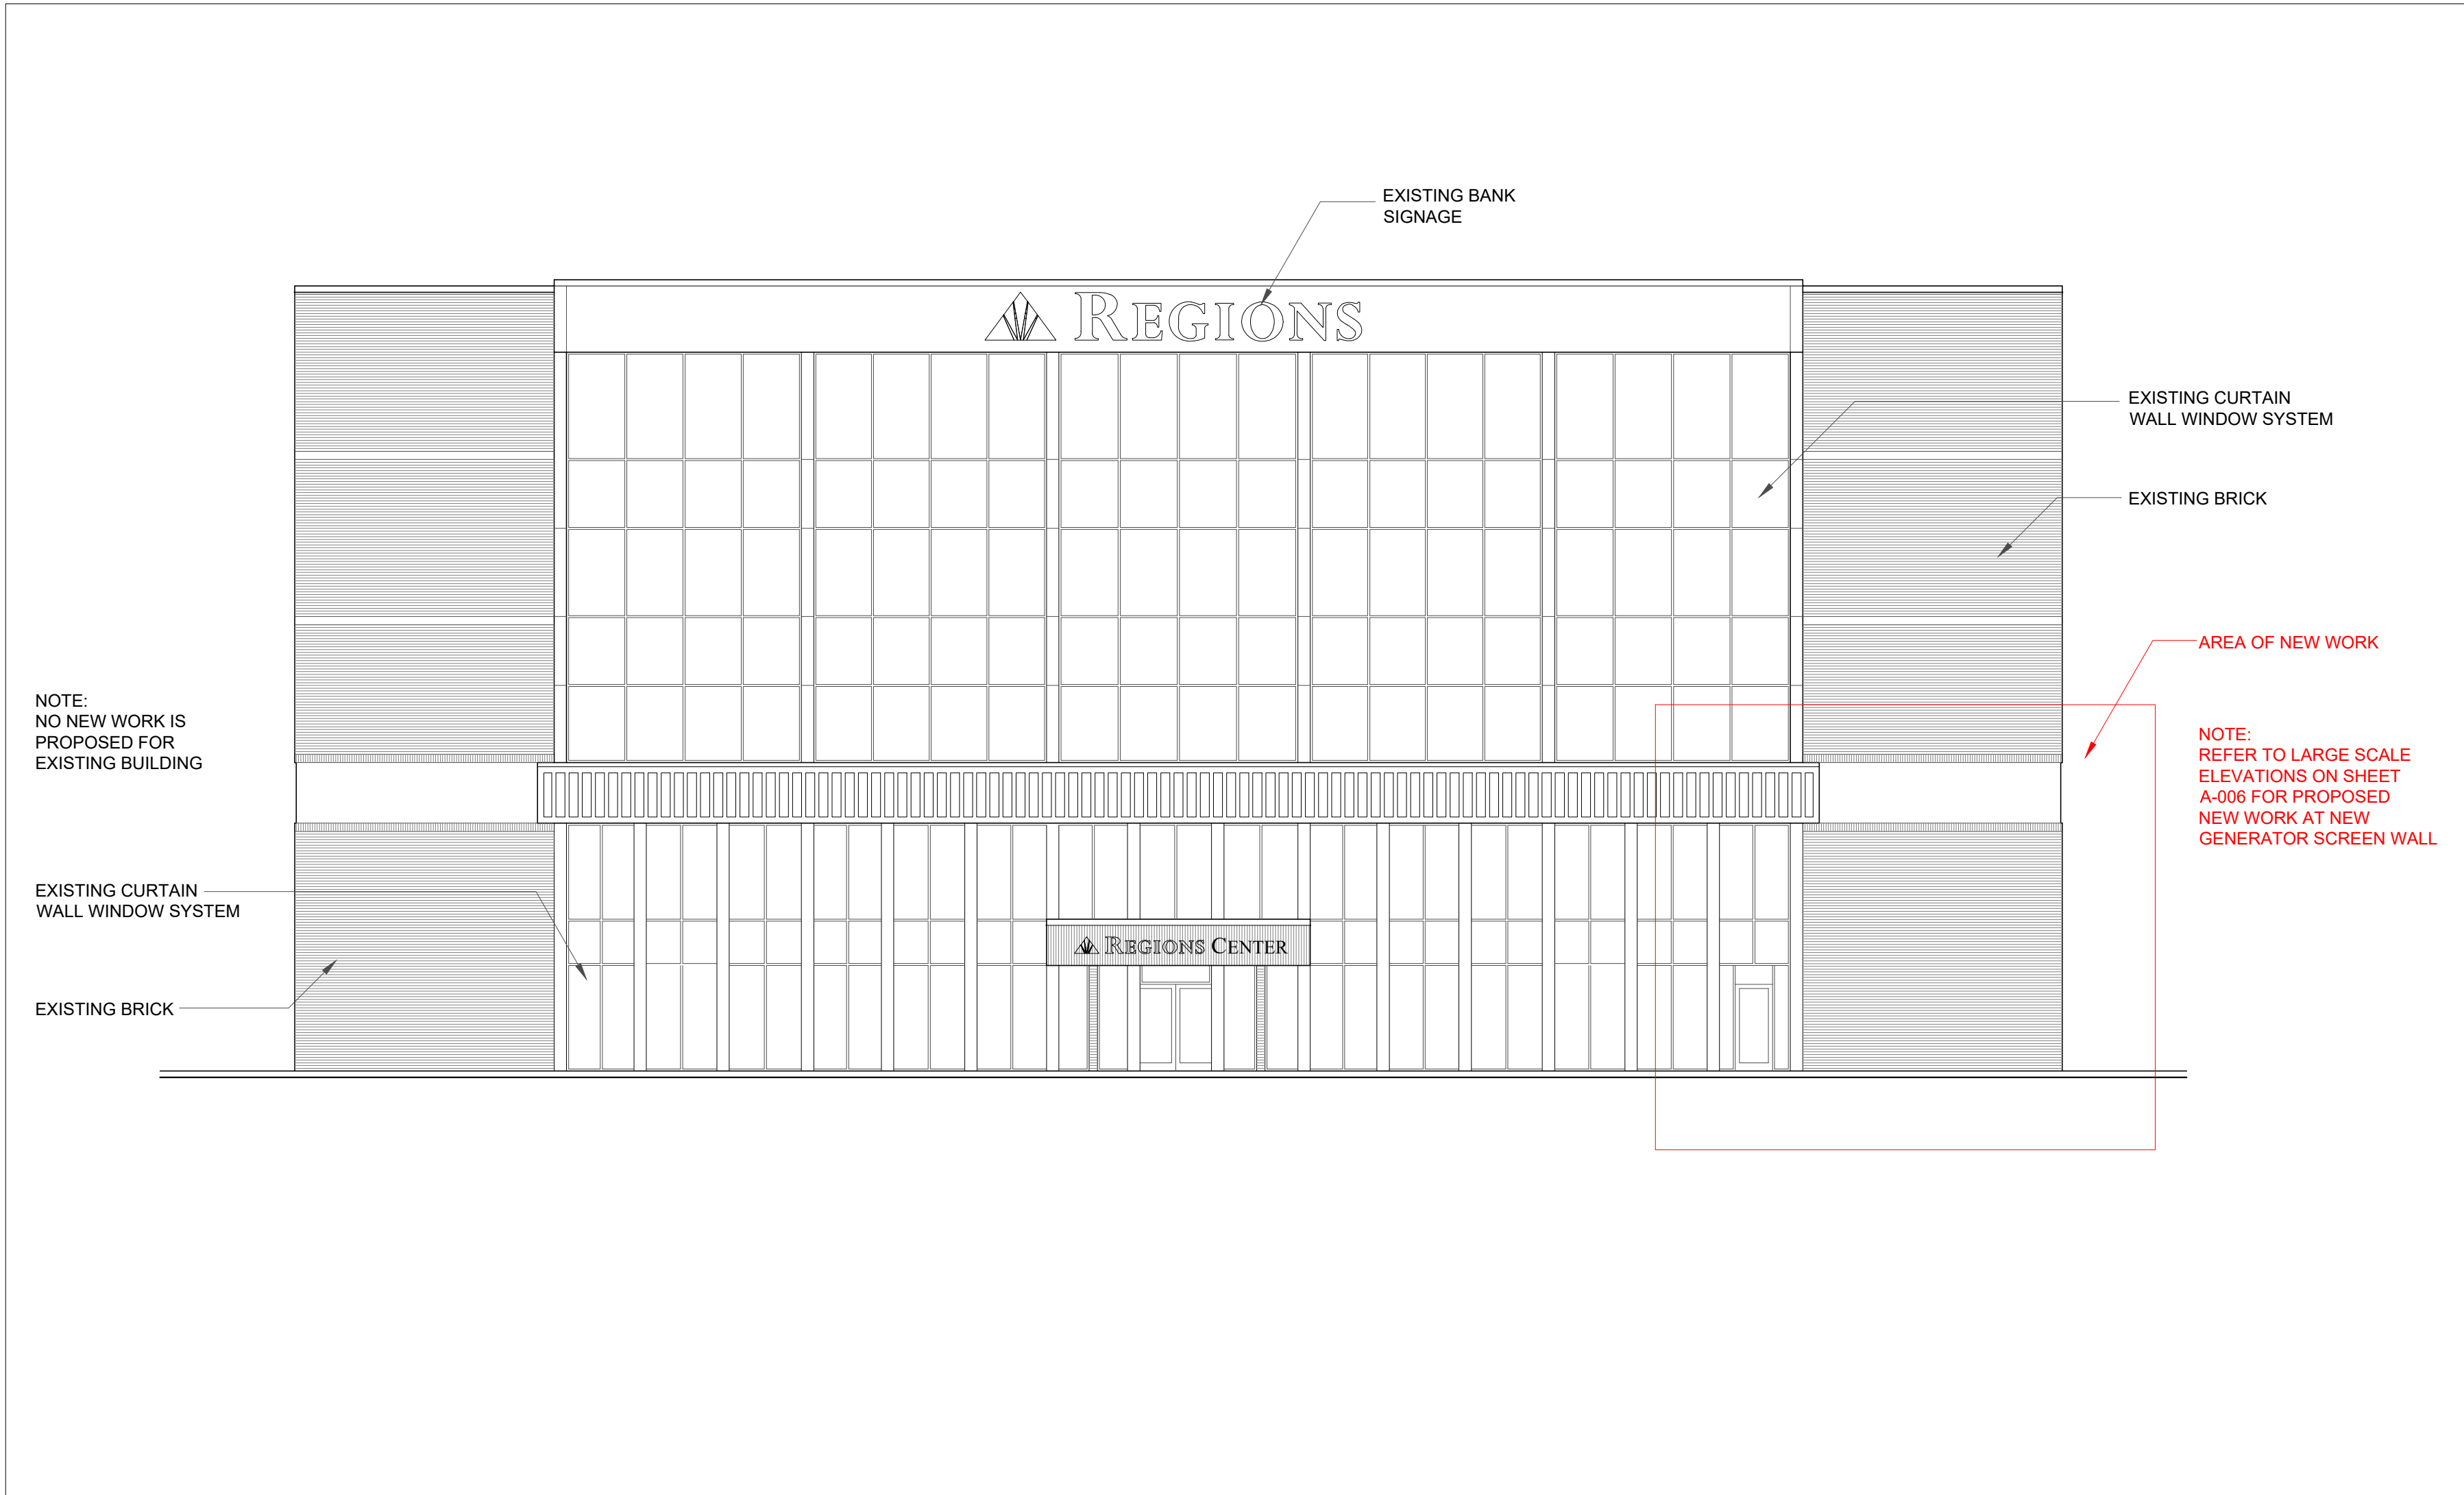 EXISTING BANK
SIGNAGE
REGIONS
EXISTING CURTAIN
WALL WINDOW SYSTEM
EXISTING BRICK
AREA OF NEW WORK
NOTE:
NO NEW WORK IS
PROPOSED FOR
EXISTING BUILDING
NOTE:
REFER TO LARGE SCALE
ELEVATIONS ON SHEET
A-006 FOR PROPOSED
NEW WORK AT NEW
GENERATOR SCREEN WALL
EXISTING CURTAIN
WALL WINDOW SYSTEM
REGIONS CENTER
EXISTING BRICK